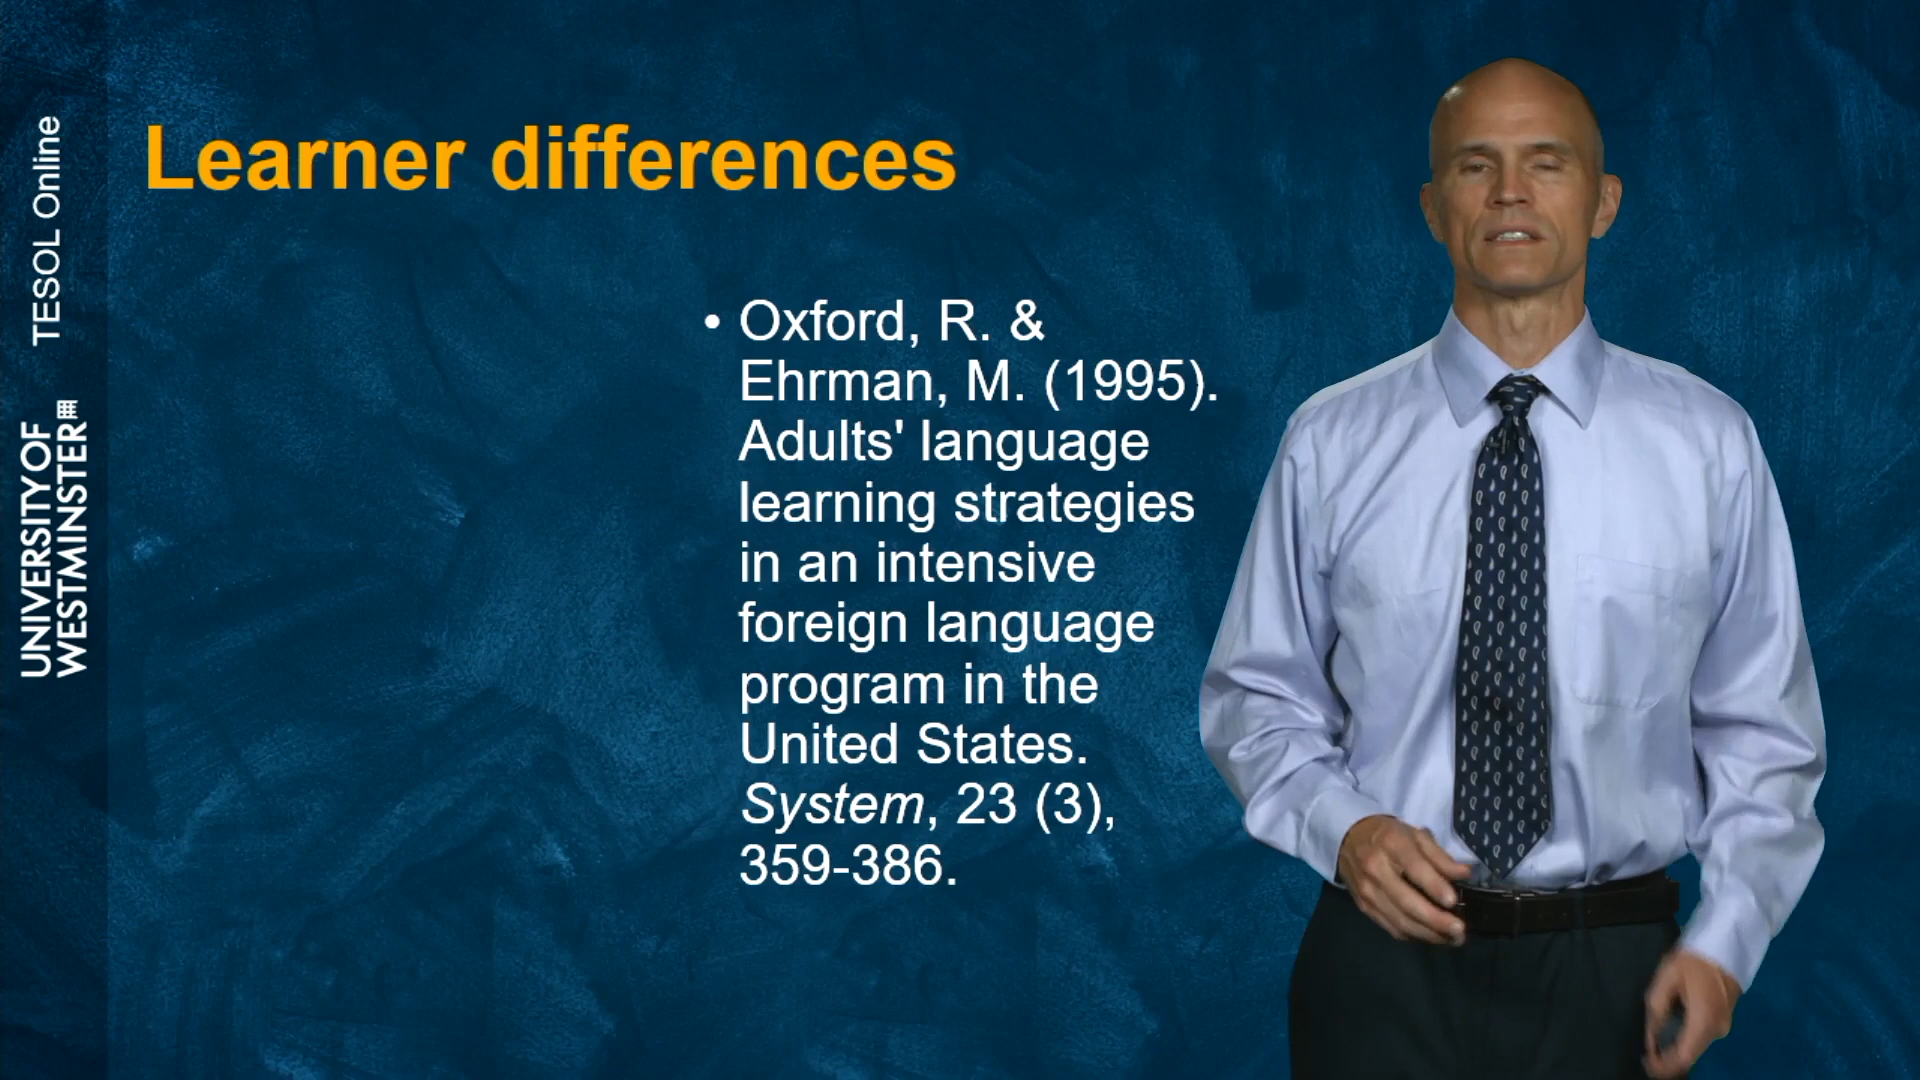 TESOL Online
UNIVERSITY OF
WESTMINSTER
Learner differences
• Oxford, R. &
Ehrman, M. (1995).
Adults' language
learning strategies
in an intensive
foreign language
program in the
United States.
System, 23 (3),
359-386.